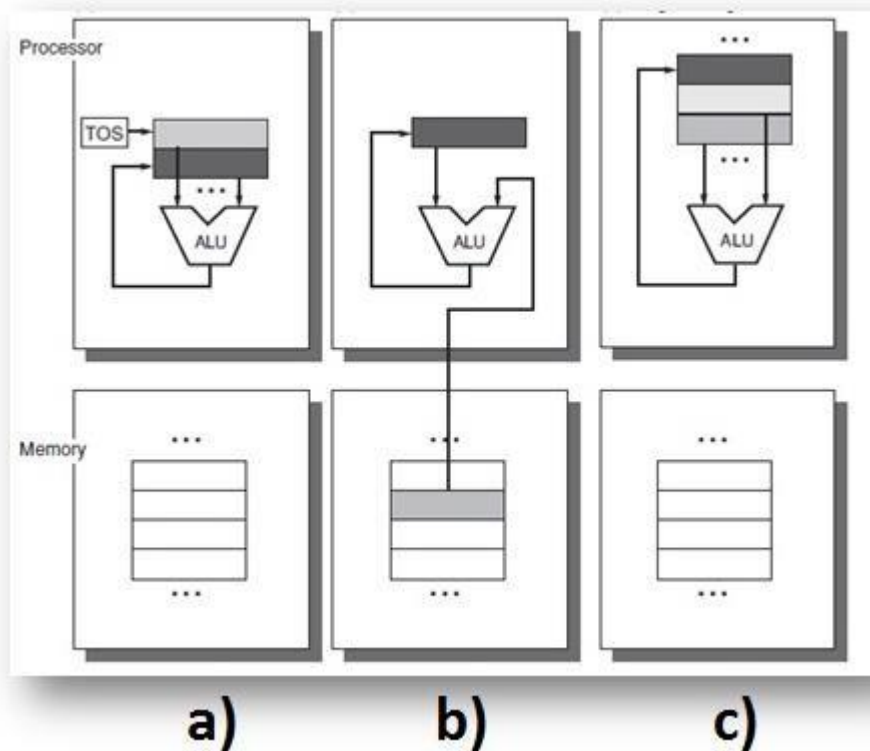 Processor
TOS
ALU
ALU
ALU
Memory
a) b) c)